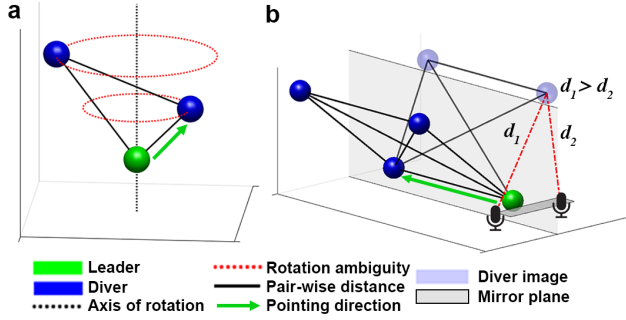 a
b
d₁ > d₂
d₁
d₂
Leader
Diver
Axis of rotation
Rotation ambiguity
Pair-wise distance
Pointing direction
Diver image
Mirror plane